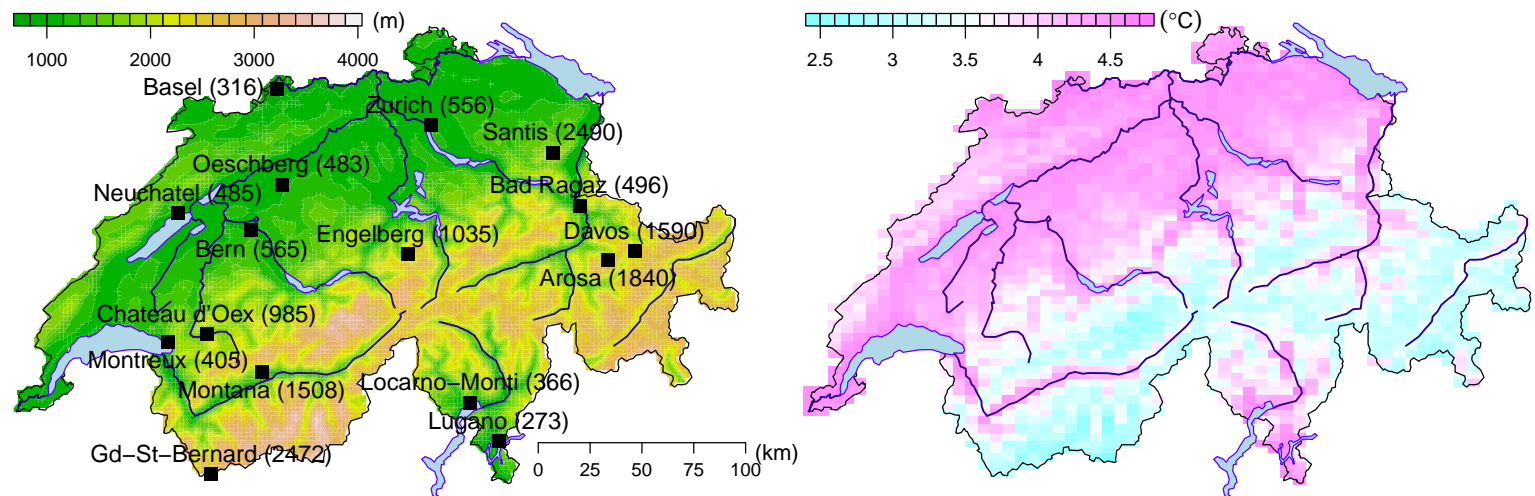 (m)
1000 2000 3000 4000
Basel (316)
Zurich (556)
Santis (2490)
Oeschberg (483)
Neuchatel (485)
Bad Ragaz (496)
Bern (565)
Engelberg (1035)
Davos (1590)
Arosa (1840)
Chateau d'Oex (985)
Montreux (405)
Montana (1508)
Locarno−Monti (366)
Lugano (273)
Gd−St−Bernard (2472)
(km)
0 25 50 75 100
(°C)
2.5 3 3.5 4 4.5